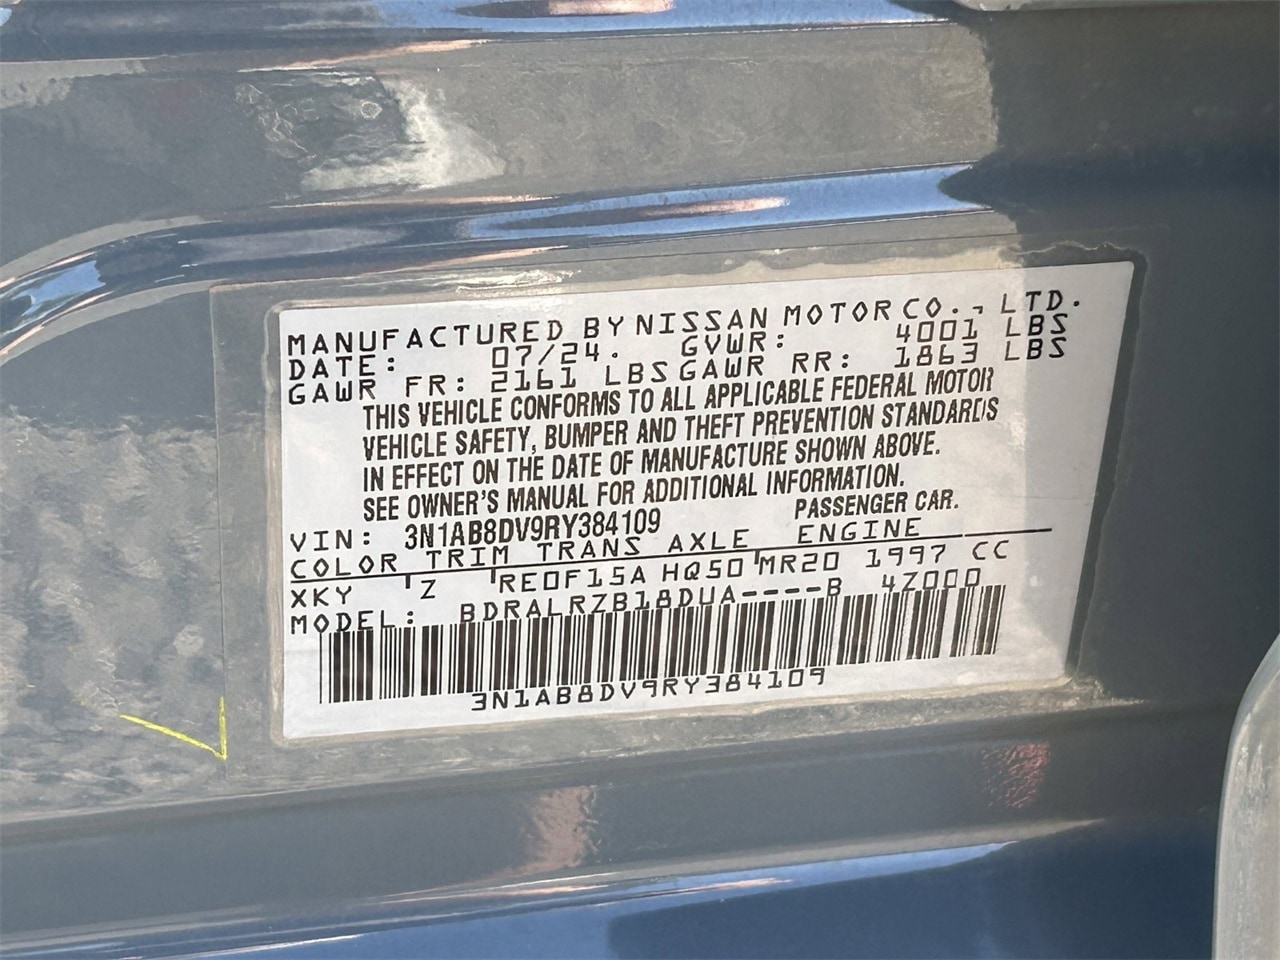 MANUFACTURED BY NISSAN MOTOR CO., LTD.
DATE: 07/24. GVWR: 4001 LBS
GAWR FR: 2161 LBS GAWR RR: 1863 LBS
THIS VEHICLE CONFORMS TO ALL APPLICABLE FEDERAL MOTOR
VEHICLE SAFETY, BUMPER AND THEFT PREVENTION STANDARDS
IN EFFECT ON THE DATE OF MANUFACTURE SHOWN ABOVE.
SEE OWNER'S MANUAL FOR ADDITIONAL INFORMATION.
VIN: 3N1AB8DV9RY384109 PASSENGER CAR.
COLOR TRIM TRANS AXLE ENGINE
XKY Z RE0F15A HQ50 MR20 1997 CC
MODEL: BDRALRZB18DUA----B 4Z000
3N1AB8DV9RY384109